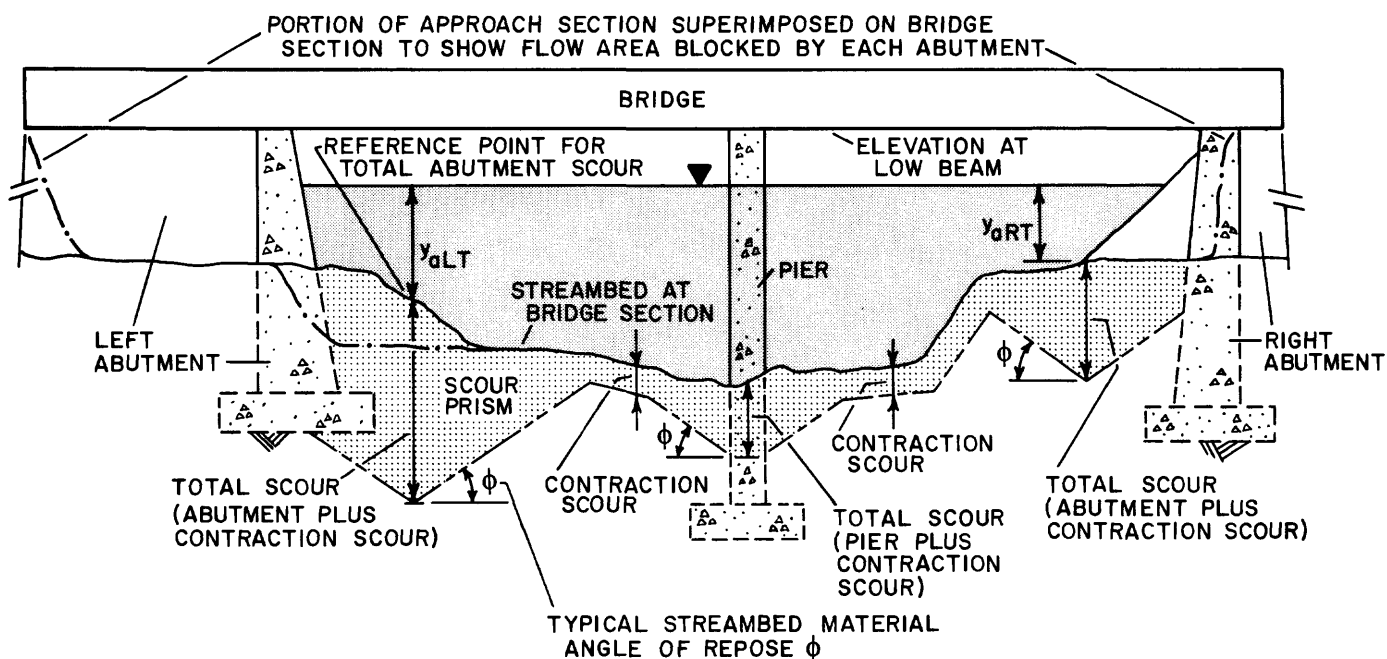 PORTION OF APPROACH SECTION SUPERIMPOSED ON BRIDGE
SECTION TO SHOW FLOW AREA BLOCKED BY EACH ABUTMENT
BRIDGE
REFERENCE POINT FOR
TOTAL ABUTMENT SCOUR
ELEVATION AT
LOW BEAM
yaLT
yaRT
PIER
STREAMBED AT
BRIDGE SECTION
LEFT
ABUTMENT
RIGHT
ABUTMENT
SCOUR
PRISM
ϕ
ϕ
ϕ
CONTRACTION
SCOUR
CONTRACTION
SCOUR
TOTAL SCOUR
(ABUTMENT PLUS
CONTRACTION SCOUR)
TOTAL SCOUR
(PIER PLUS
CONTRACTION
SCOUR)
TOTAL SCOUR
(ABUTMENT PLUS
CONTRACTION SCOUR)
TYPICAL STREAMBED MATERIAL
ANGLE OF REPOSE ϕ